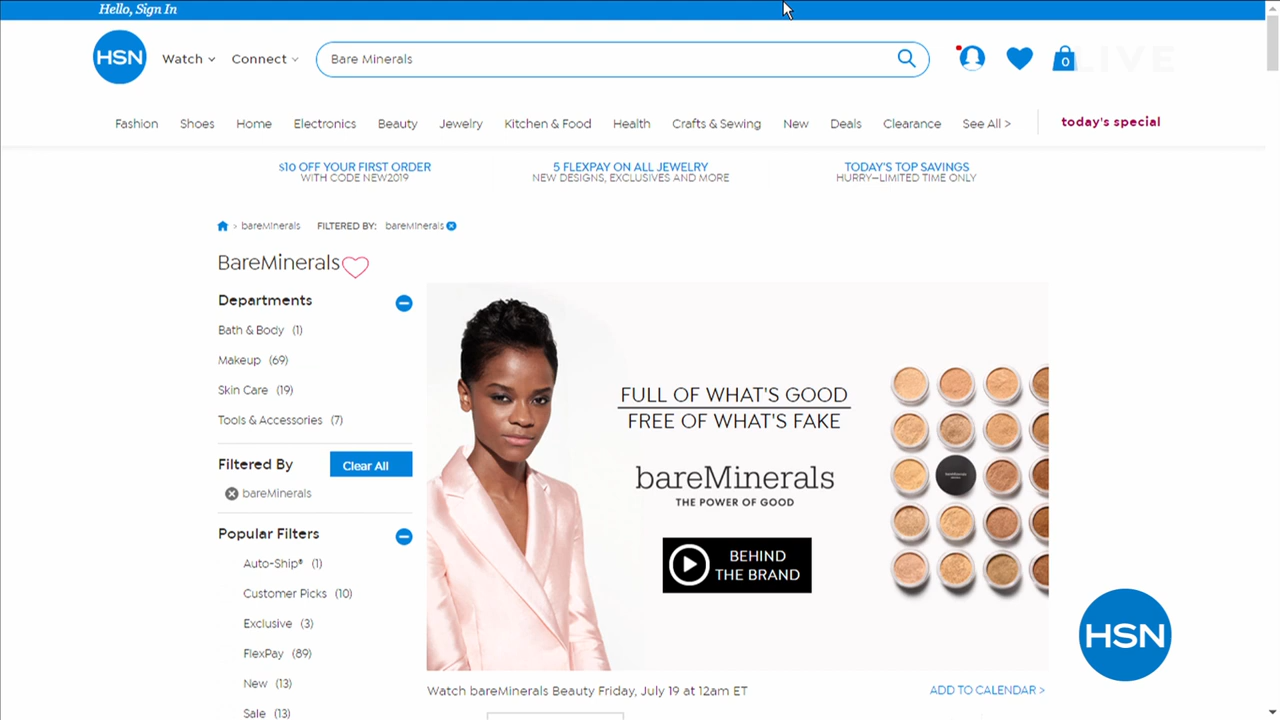 Hello, Sign In
HSN
Watch
Connect
Bare Minerals
0
LIVE
Fashion
Shoes
Home
Electronics
Beauty
Jewelry
Kitchen & Food
Health
Crafts & Sewing
New
Deals
Clearance
See All >
today's special
$10 OFF YOUR FIRST ORDER
WITH CODE NEW2019
5 FLEXPAY ON ALL JEWELRY
NEW DESIGNS, EXCLUSIVES AND MORE
TODAY'S TOP SAVINGS
HURRY—LIMITED TIME ONLY
> bareMinerals FILTERED BY: bareMinerals
BareMinerals
Departments
Bath & Body (1)
Makeup (69)
Skin Care (19)
Tools & Accessories (7)
Filtered By
Clear All
bareMinerals
Popular Filters
Auto-Ship® (1)
Customer Picks (10)
Exclusive (3)
FlexPay (89)
New (13)
Sale (13)
FULL OF WHAT'S GOOD
FREE OF WHAT'S FAKE
bareMinerals
THE POWER OF GOOD
BEHIND
THE BRAND
Watch bareMinerals Beauty Friday, July 19 at 12am ET
ADD TO CALENDAR >
HSN